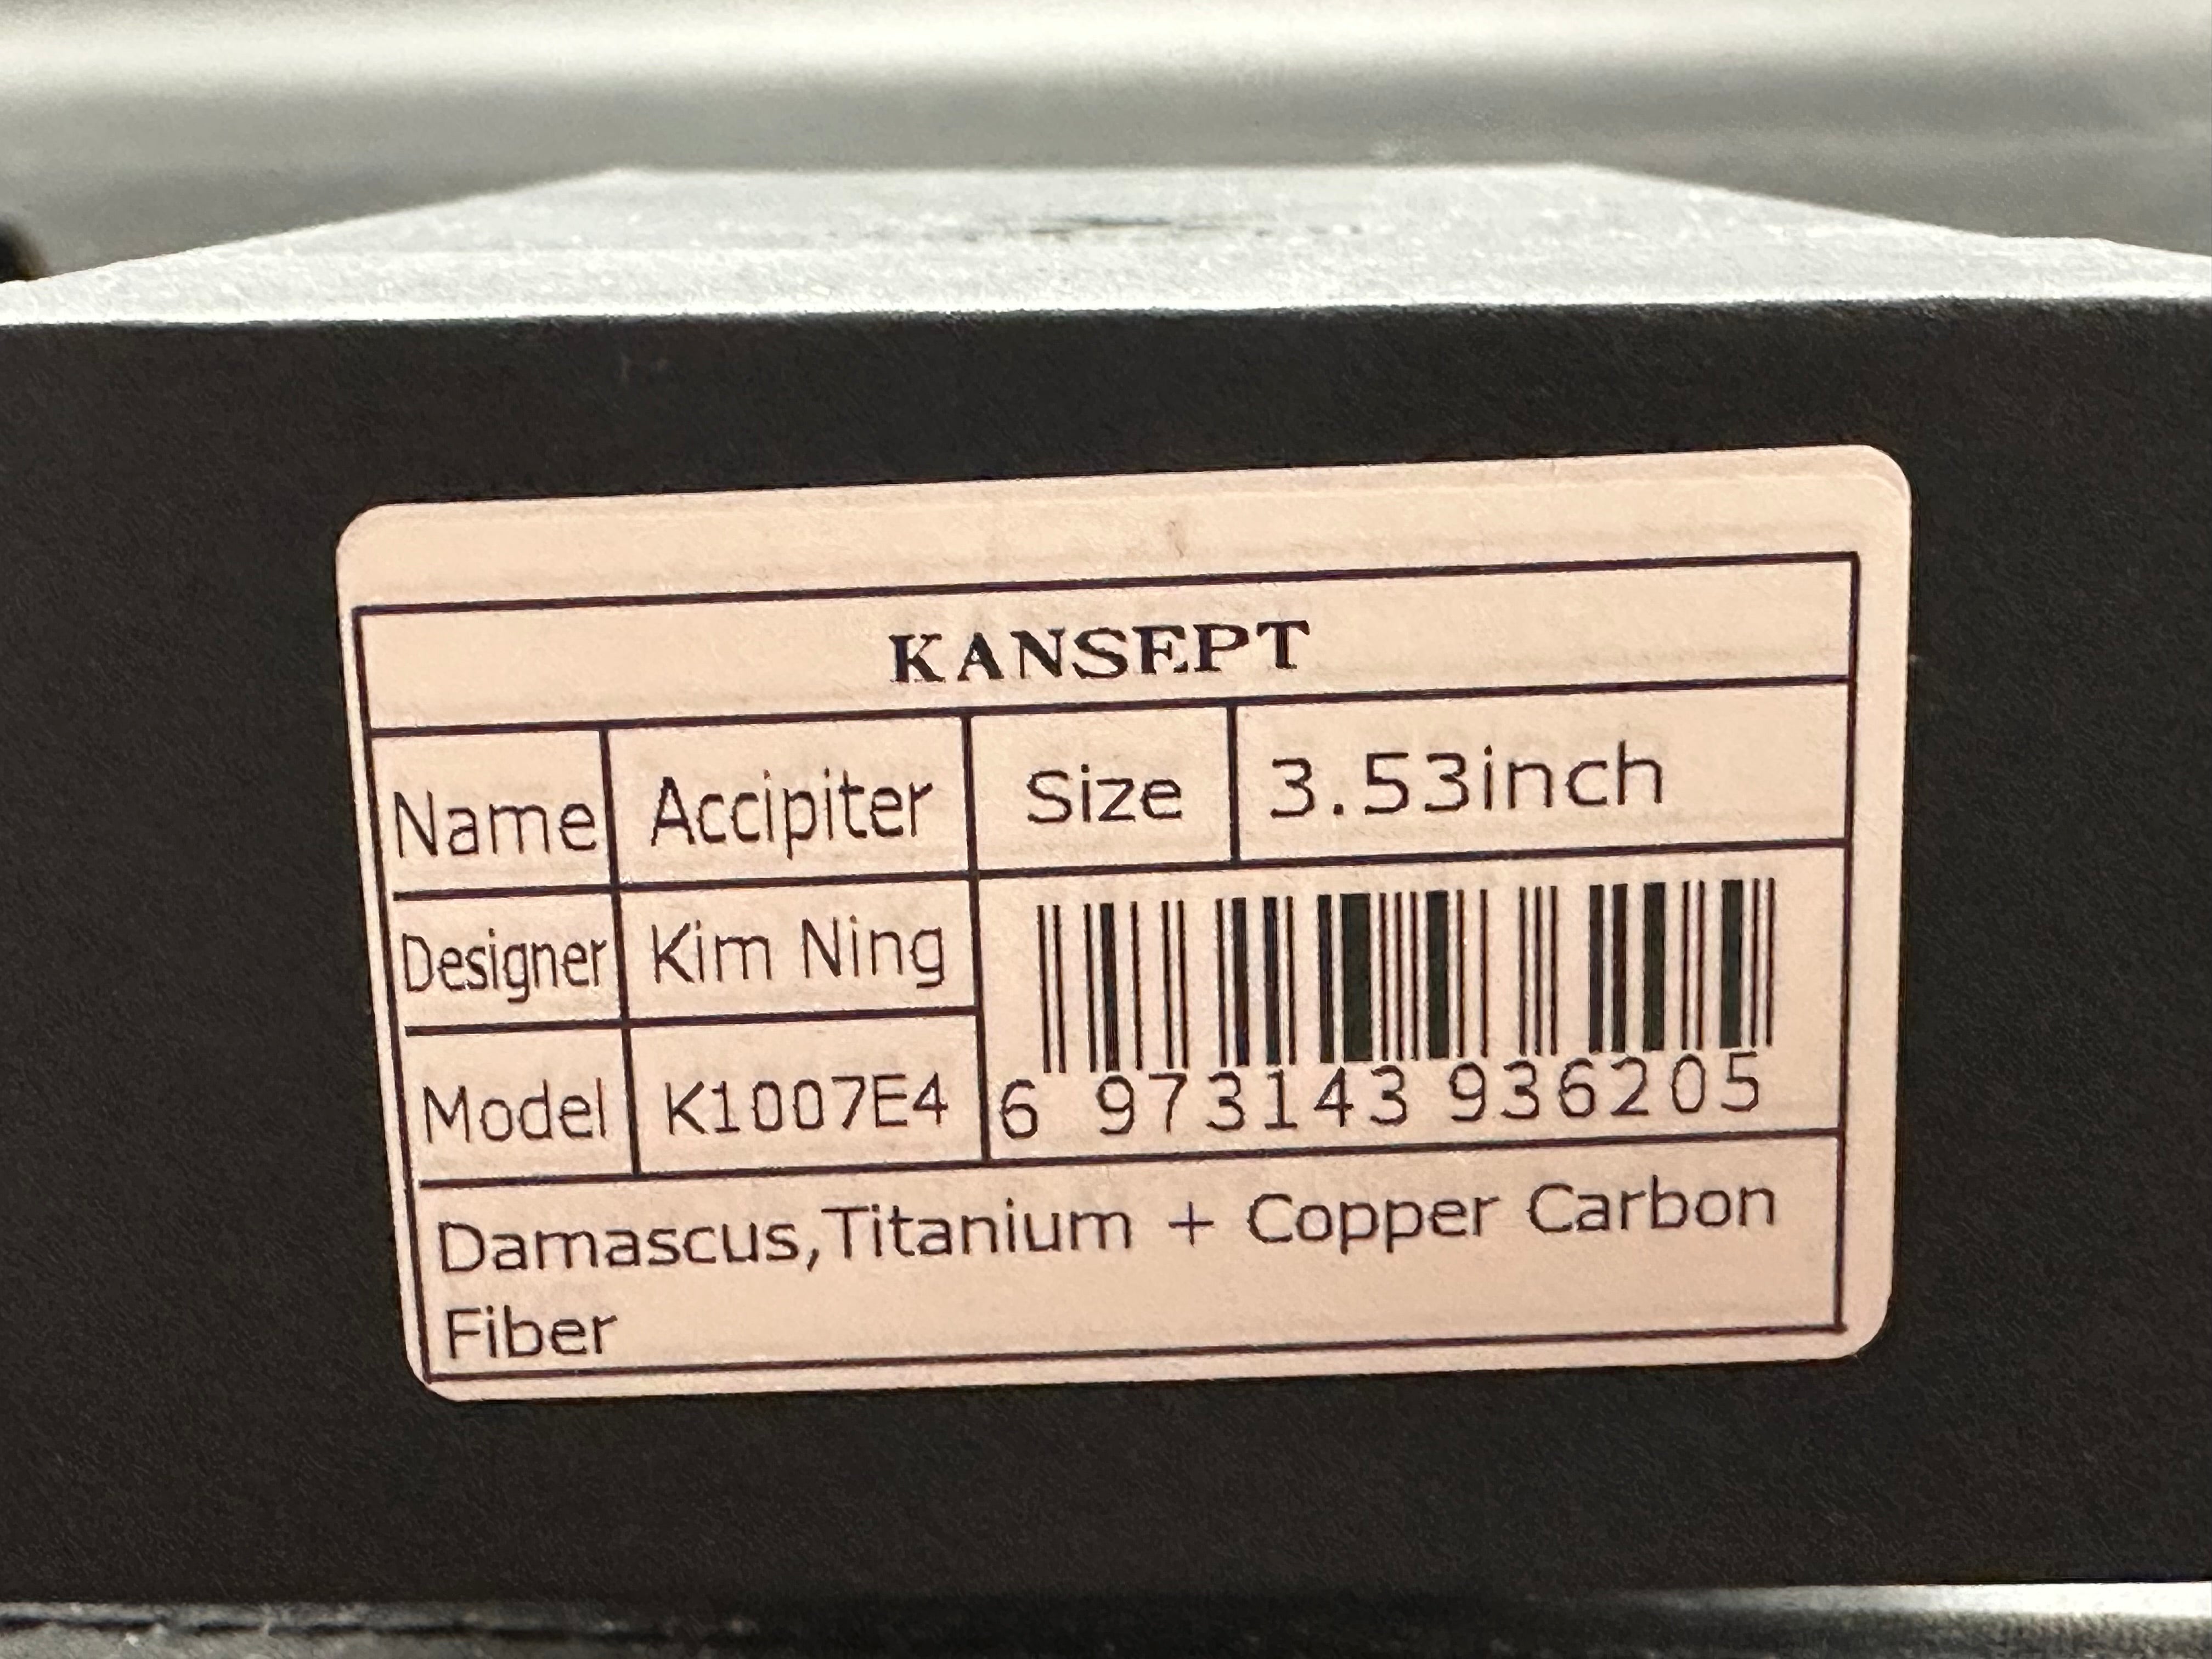 KANSEPT
Name Accipiter Size 3.53inch
Designer Kim Ning
Model K1007E4 6 973143 936205
Damascus,Titanium + Copper Carbon
Fiber